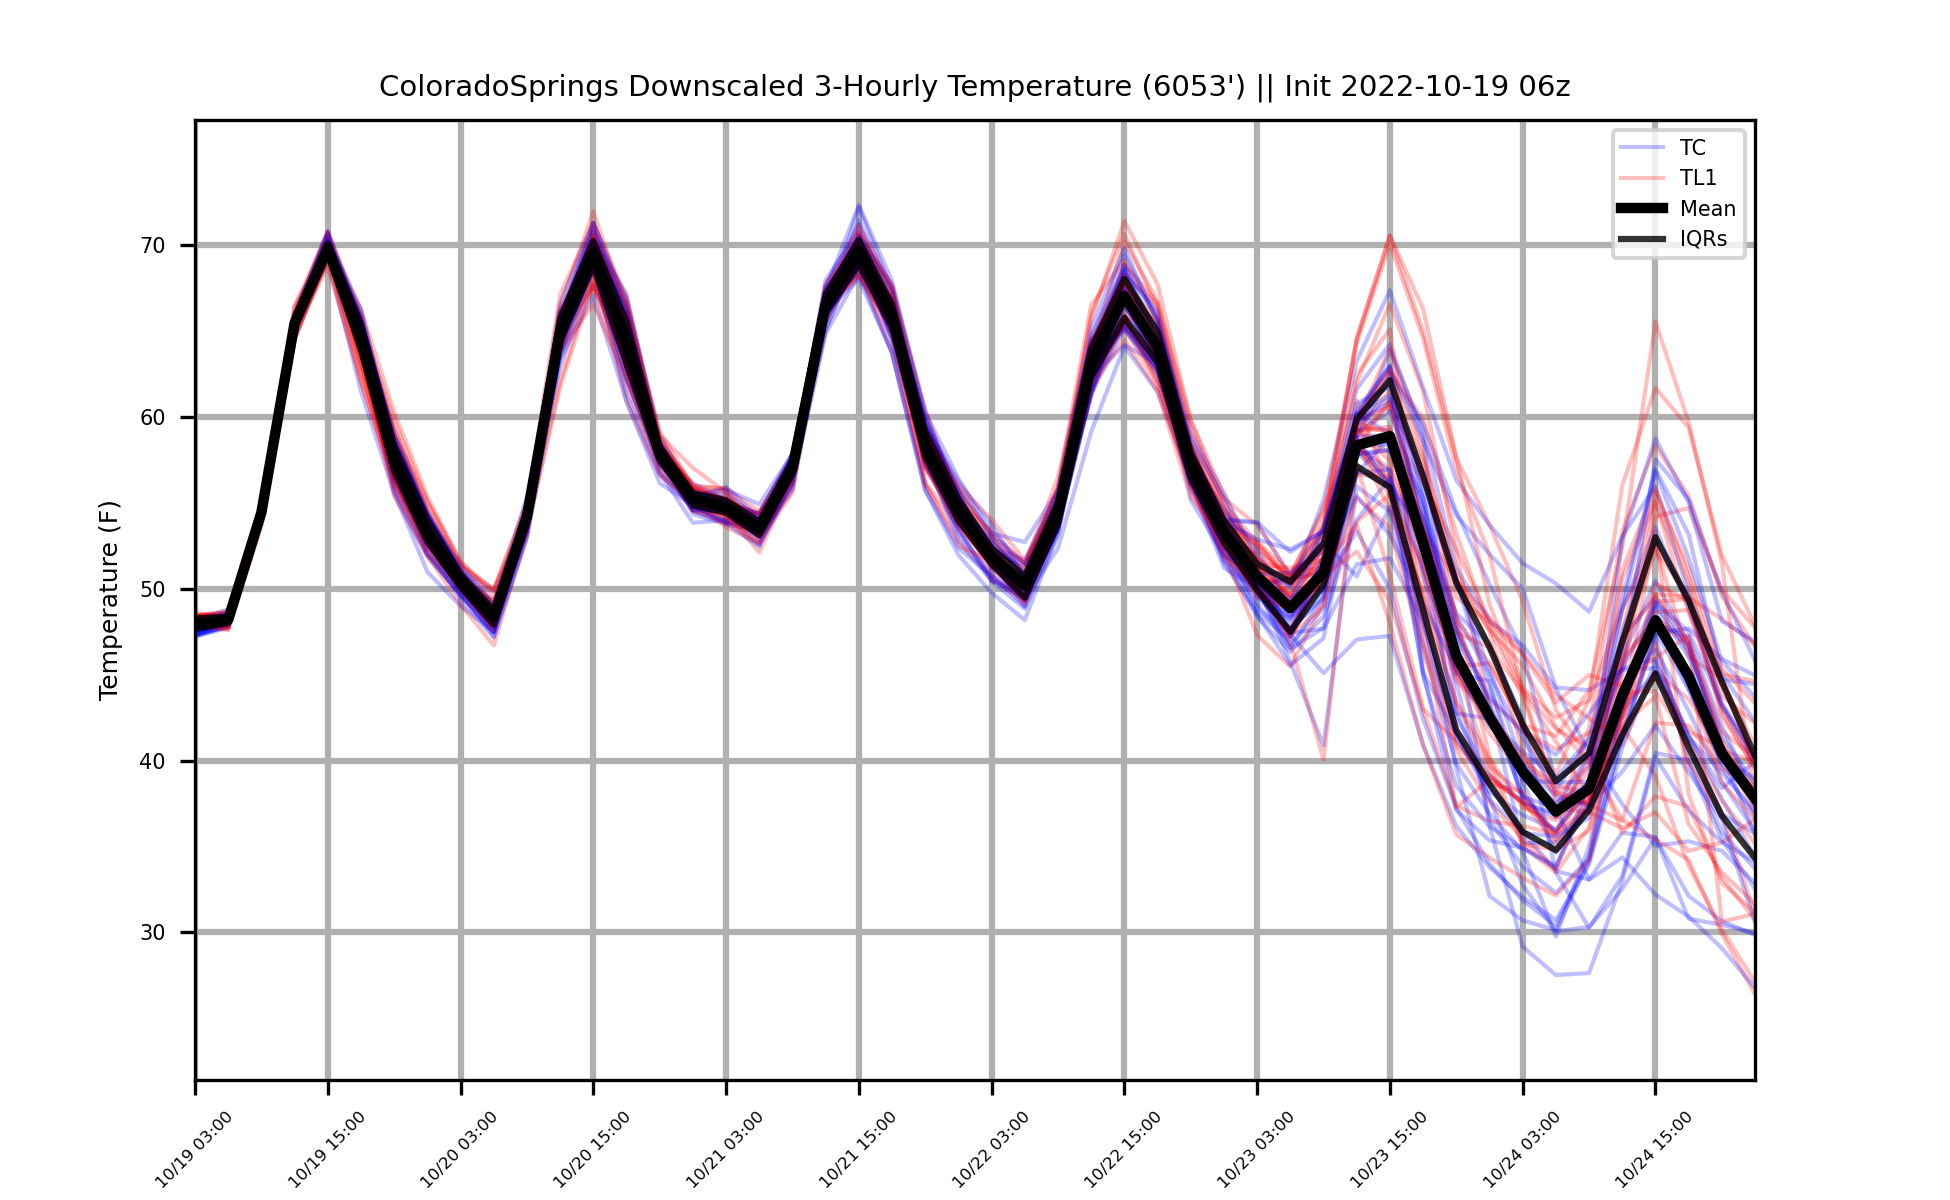 ColoradoSprings Downscaled 3-Hourly Temperature (6053') || Init 2022-10-19 06z
TC
TL1
Mean
IQRs
Temperature (F)
70
60
50
40
30
10/19 03:00
10/19 15:00
10/20 03:00
10/20 15:00
10/21 03:00
10/21 15:00
10/22 03:00
10/22 15:00
10/23 03:00
10/23 15:00
10/24 03:00
10/24 15:00